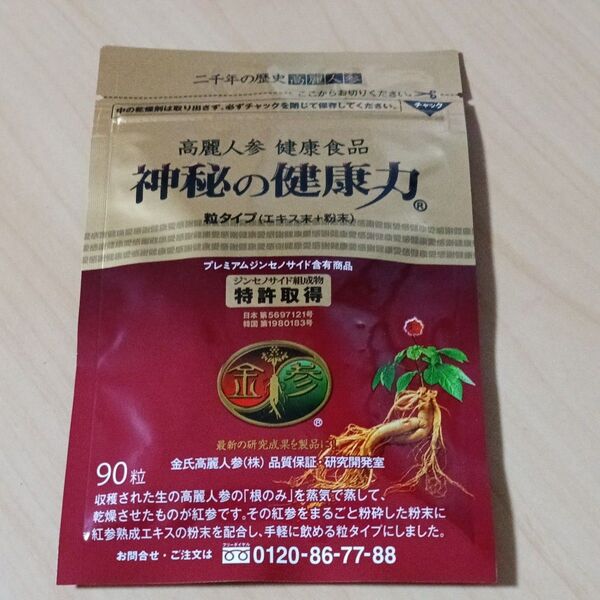 二千年の歴史 高麗人参
ここからお切りください。
中の乾燥剤は取り出さず、必ずチャックを閉じて保存してください。
チャック
高麗人参 健康食品
神秘の健康力®
粒タイプ(エキス末+粉末)
プレミアムジンセノサイド含有商品
ジンセノサイド組成物
特許取得
日本 第5697121号
韓国 第1980183号
金 参
®
最新の研究成果を製品に
金氏高麗人参(株) 品質保証・研究開発室
90粒
収穫された生の高麗人参の「根のみ」を蒸気で蒸して、
乾燥させたものが紅参です。その紅参をまるごと粉砕した粉末に
紅参熟成エキスの粉末を配合し、手軽に飲める粒タイプにしました。
お問合せ・ご注文は フリーダイヤル 0120-86-77-88